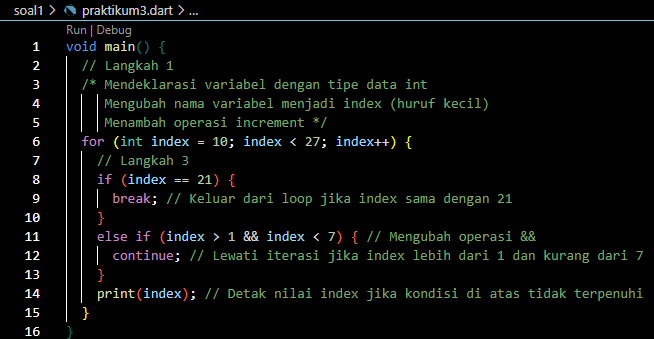 soal1 > praktikum3.dart > ...
Run | Debug
1 void main() {
2 // Langkah 1
3 /* Mendeklarasi variabel dengan tipe data int
4 Mengubah nama variabel menjadi index (huruf kecil)
5 Menambah operasi increment */
6 for (int index = 10; index < 27; index++) {
7 // Langkah 3
8 if (index == 21) {
9 break; // Keluar dari loop jika index sama dengan 21
10 }
11 else if (index > 1 && index < 7) { // Mengubah operasi &&
12 continue; // Lewati iterasi jika index lebih dari 1 dan kurang dari 7
13 }
14 print(index); // Detak nilai index jika kondisi di atas tidak terpenuhi
15 }
16 }